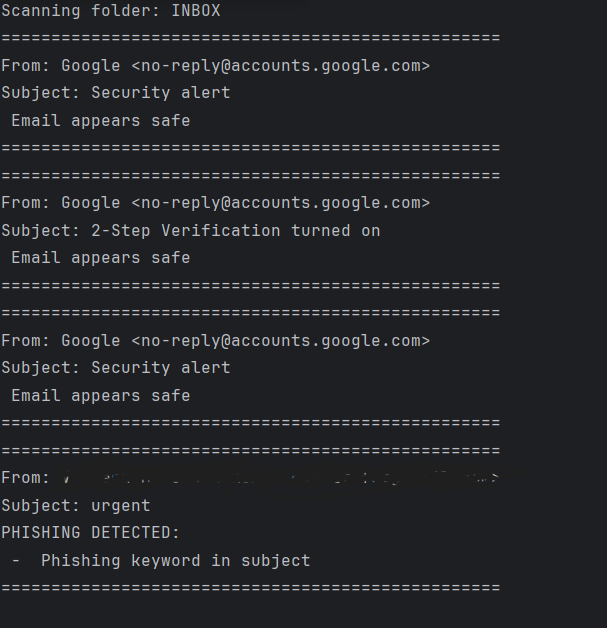 Scanning folder: INBOX
==================================================
From: Google <no-reply@accounts.google.com>
Subject: Security alert
 Email appears safe
==================================================
==================================================
From: Google <no-reply@accounts.google.com>
Subject: 2-Step Verification turned on
 Email appears safe
==================================================
==================================================
From: Google <no-reply@accounts.google.com>
Subject: Security alert
 Email appears safe
==================================================
==================================================
From:
Subject: urgent
PHISHING DETECTED:
 -  Phishing keyword in subject
==================================================